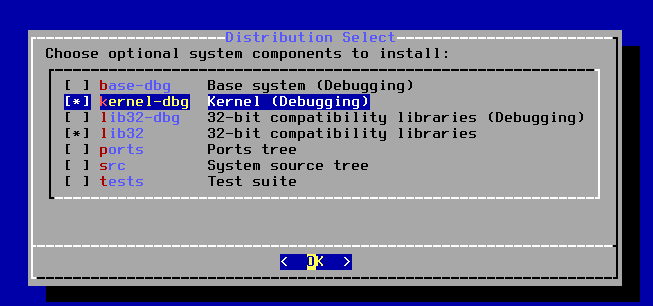 Distribution Select
Choose optional system components to install:
[ ] base-dbg Base system (Debugging)
[*] kernel-dbg Kernel (Debugging)
[ ] lib32-dbg 32-bit compatibility libraries (Debugging)
[*] lib32 32-bit compatibility libraries
[ ] ports Ports tree
[ ] src System source tree
[ ] tests Test suite
< OK >